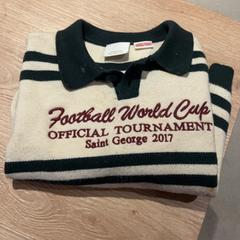 Football World Cup
OFFICIAL TOURNAMENT
Saint George 2017